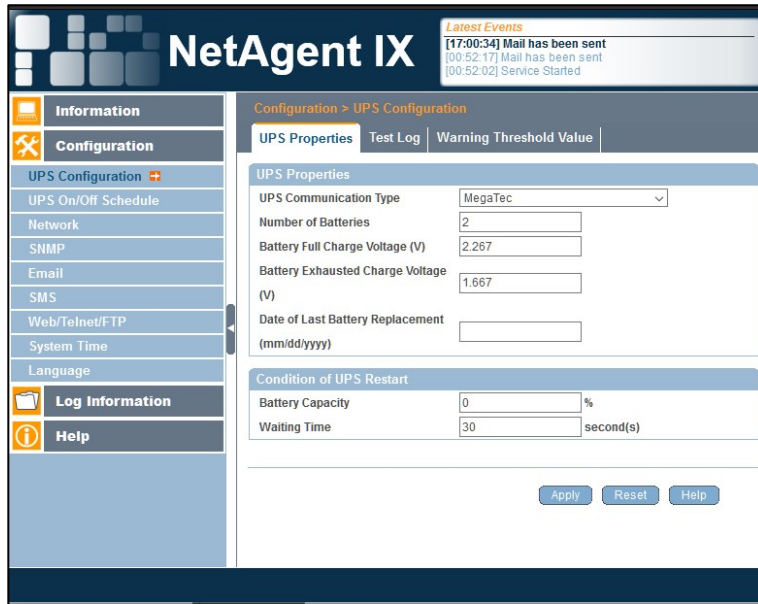 NetAgent IX
Latest Events
[17:00:34] Mail has been sent
[00:52:17] Mail has been sent
[00:52:02] Service Started
Information
Configuration
UPS Configuration
UPS On/Off Schedule
Network
SNMP
Email
SMS
Web/Telnet/FTP
System Time
Language
Log Information
Help
Configuration > UPS Configuration
UPS Properties Test Log Warning Threshold Value
UPS Properties
UPS Communication Type MegaTec
Number of Batteries 2
Battery Full Charge Voltage (V) 2.267
Battery Exhausted Charge Voltage
(V) 1.667
Date of Last Battery Replacement
(mm/dd/yyyy)
Condition of UPS Restart
Battery Capacity 0 %
Waiting Time 30 second(s)
Apply Reset Help